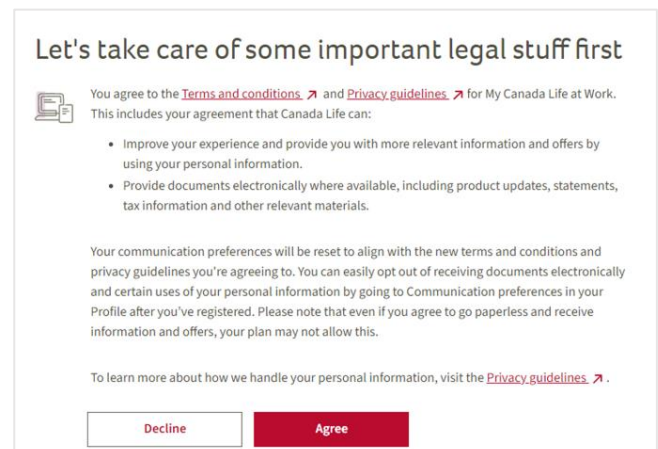 Let's take care of some important legal stuff first
You agree to the Terms and conditions and Privacy guidelines for My Canada Life at Work.
This includes your agreement that Canada Life can:
• Improve your experience and provide you with more relevant information and offers by
using your personal information.
• Provide documents electronically where available, including product updates, statements,
tax information and other relevant materials.
Your communication preferences will be reset to align with the new terms and conditions and
privacy guidelines you're agreeing to. You can easily opt out of receiving documents electronically
and certain uses of your personal information by going to Communication preferences in your
Profile after you've registered. Please note that even if you agree to go paperless and receive
information and offers, your plan may not allow this.
To learn more about how we handle your personal information, visit the Privacy guidelines .
Decline
Agree